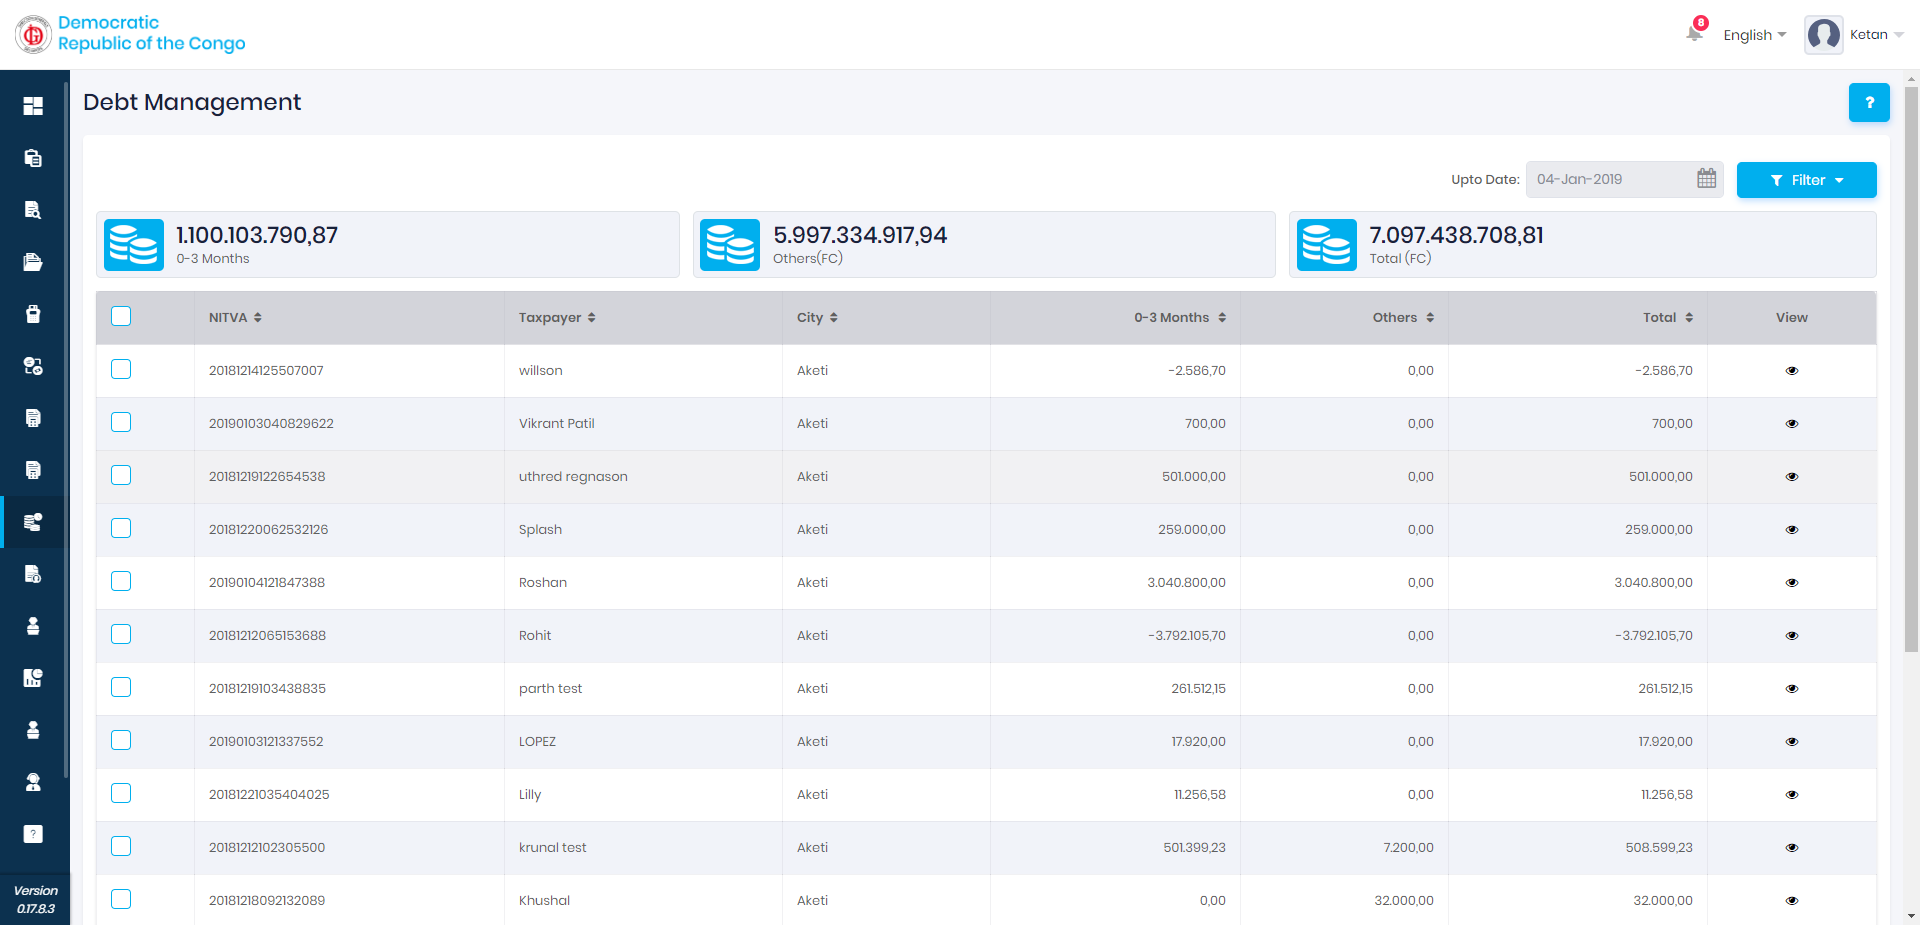 Democratic
Republic of the Congo
8
English
Ketan
Debt Management
?
Upto Date: 04-Jan-2019 Filter
1.100.103.790,87
0-3 Months
5.997.334.917,94
Others(FC)
7.097.438.708,81
Total (FC)
NITVA Taxpayer City 0-3 Months Others Total View
20181214125507007 willson Aketi -2.586,70 0,00 -2.586,70
20190103040829622 Vikrant Patil Aketi 700,00 0,00 700,00
20181219122654538 uthred regnason Aketi 501.000,00 0,00 501.000,00
20181220062532126 Splash Aketi 259.000,00 0,00 259.000,00
20190104121847388 Roshan Aketi 3.040.800,00 0,00 3.040.800,00
20181212065153688 Rohit Aketi -3.792.105,70 0,00 -3.792.105,70
20181219103438835 parth test Aketi 261.512,15 0,00 261.512,15
20190103121337552 LOPEZ Aketi 17.920,00 0,00 17.920,00
20181221035404025 Lilly Aketi 11.256,58 0,00 11.256,58
20181212102305500 krunal test Aketi 501.399,23 7.200,00 508.599,23
20181218092132089 Khushal Aketi 0,00 32.000,00 32.000,00
?
Version
0.17.8.3